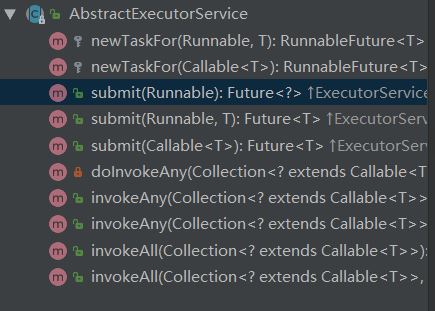 AbstractExecutorService
newTaskFor(Runnable, T): RunnableFuture<T>
newTaskFor(Callable<T>): RunnableFuture<T>
submit(Runnable): Future<?> ↑ExecutorService
submit(Runnable, T): Future<T> ↑ExecutorServ
submit(Callable<T>): Future<T> ↑ExecutorServ
doInvokeAny(Collection<? extends Callable<T
invokeAny(Collection<? extends Callable<T>>
invokeAny(Collection<? extends Callable<T>>
invokeAll(Collection<? extends Callable<T>>):
invokeAll(Collection<? extends Callable<T>>,